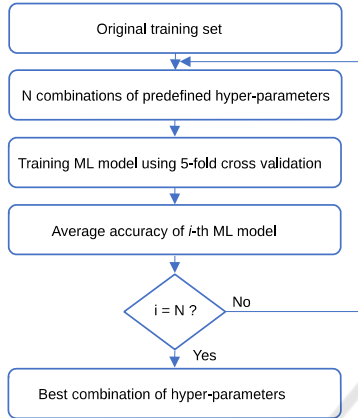 Original training set
N combinations of predefined hyper-parameters
Training ML model using 5-fold cross validation
Average accuracy of i-th ML model
i = N ?
No
Yes
Best combination of hyper-parameters